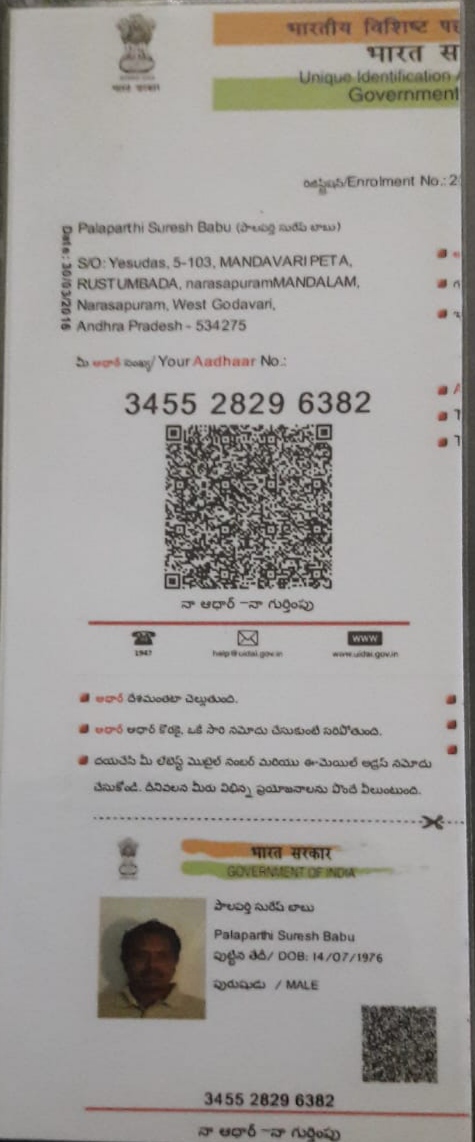 भारत सरकार
भारतीय विशिष्ट
भारत
Unique Identification
Government
Enrolment No.: 2
Date : 30/03/2016
Palaparthi Suresh Babu (పాలపర్తి సురేష్ బాబు)
S/O: Yesudas, 5-103, MANDAVARIPETA,
RUSTUMBADA, narasapuramMANDALAM,
Narasapuram, West Godavari,
Andhra Pradesh - 534275
మీ ఆధార్ సంఖ్య/ Your Aadhaar No.:
3455 2829 6382
నా ఆధార్ –నా గుర్తింపు
1947
help@uidai.gov.in
www
www.uidai.gov.in
ఆధార్ దేశమంతటా చెల్లుతుంది.
ఆధార్ ఆధార్ కొరకై, ఒకే సారి నమోదు చేసుకుంటే సరిపోతుంది.
దయచేసి మీ లేటెస్ట్ మొబైల్ నంబర్ మరియు ఈ-మెయిల్ అడ్రస్ నమోదు
చేసుకోండి. దీనివలన మీరు విభిన్న ప్రయోజనాలను పొందే వీలుంటుంది.
भारत सरकार
GOVERNMENT OF INDIA
పాలపర్తి సురేష్ బాబు
Palaparthi Suresh Babu
పుట్టిన తేదీ/ DOB: 14/07/1976
పురుషుడు / MALE
3455 2829 6382
నా ఆధార్ –నా గుర్తింపు